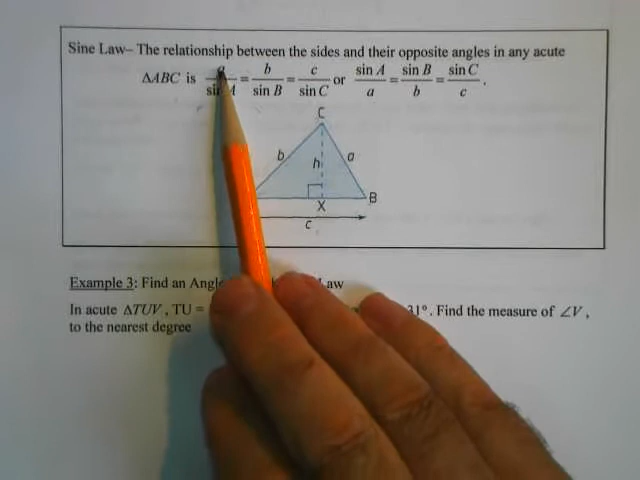 Sine Law– The relationship between the sides and their opposite angles in any acute
ΔABC is a/sin A = b/sin B = c/sin C or sin A/a = sin B/b = sin C/c .
C
b h a
B
X
c
Example 3: Find an Angl
In acute ΔTUV , TU = 31° . Find the measure of ∠V ,
to the nearest degree